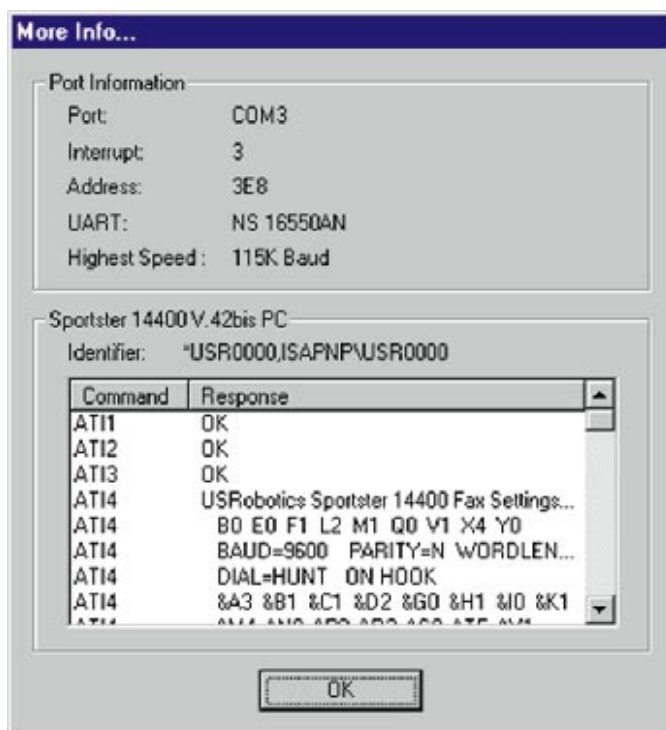 More Info...
Port Information
Port: COM3
Interrupt: 3
Address: 3E8
UART: NS 16550AN
Highest Speed : 115K Baud
Sportster 14400 V.42bis PC
Identifier: *USR0000,ISAPNP\USR0000
Command Response
ATI1 OK
ATI2 OK
ATI3 OK
ATI4 USRobotics Sportster 14400 Fax Settings...
ATI4 B0 E0 F1 L2 M1 Q0 V1 X4 Y0
ATI4 BAUD=9600 PARITY=N WORDLEN...
ATI4 DIAL=HUNT ON HOOK
ATI4 &A3 &B1 &C1 &D2 &G0 &H1 &I0 &K1
OK